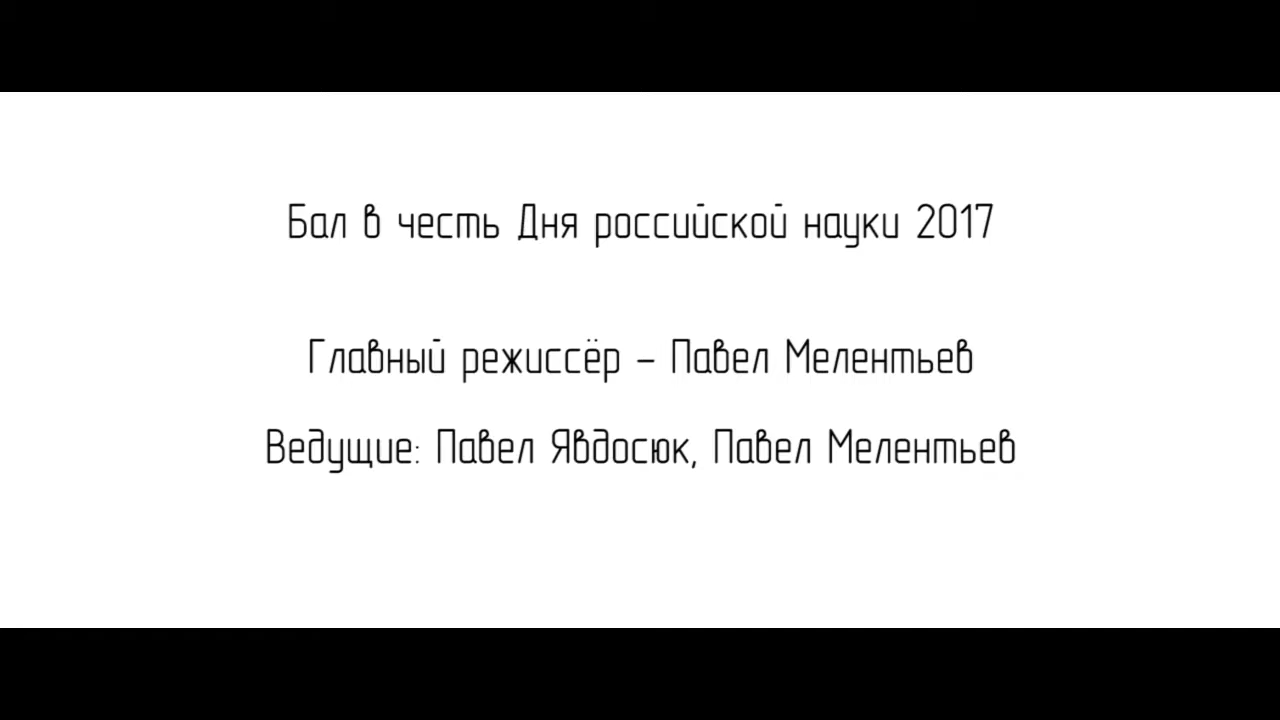 Бал в честь Дня российской науки 2017
Главный режиссёр – Павел Мелентьев
Ведущие: Павел Явдосюк, Павел Мелентьев